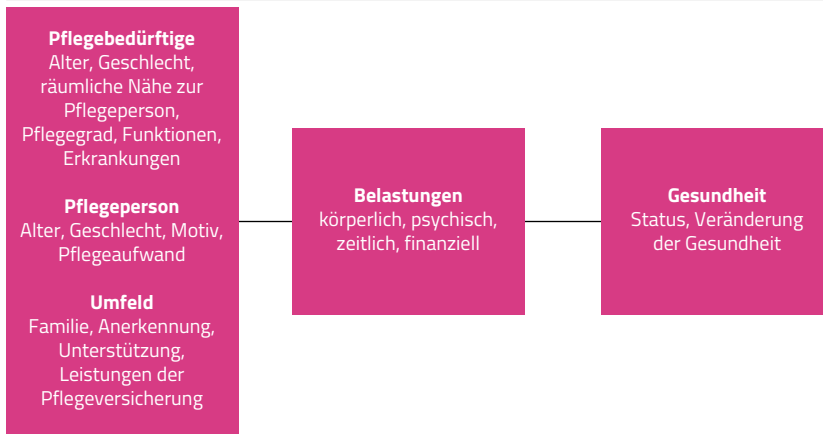 Pflegebedürftige
Alter, Geschlecht,
räumliche Nähe zur
Pflegeperson,
Pflegegrad, Funktionen,
Erkrankungen
Pflegeperson
Alter, Geschlecht, Motiv,
Pflegeaufwand
Umfeld
Familie, Anerkennung,
Unterstützung,
Leistungen der
Pflegeversicherung
Belastungen
körperlich, psychisch,
zeitlich, finanziell
Gesundheit
Status, Veränderung
der Gesundheit